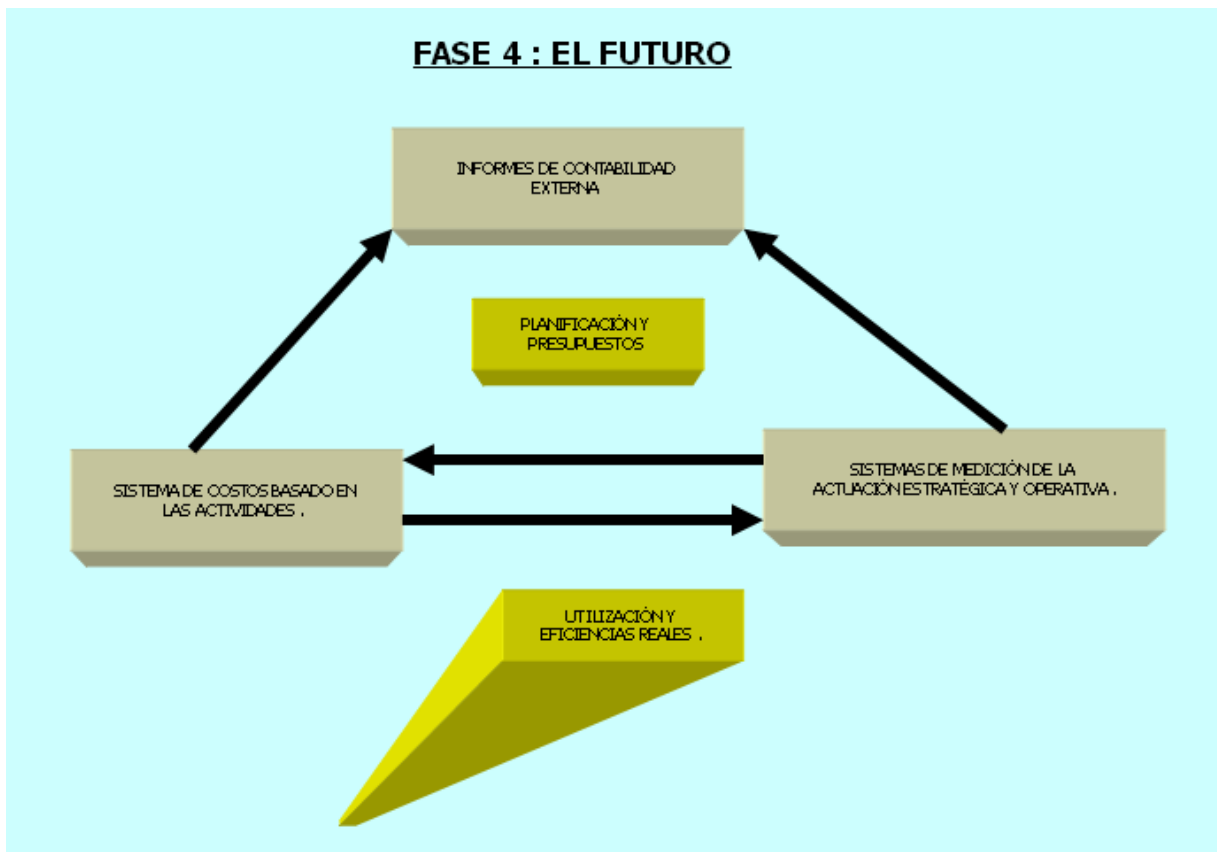 FASE 4 : EL FUTURO
INFORMES DE CONTABILIDAD
EXTERNA
PLANIFICACIÓN Y
PRESUPUESTOS
SISTEMA DE COSTOS BASADO EN
LAS ACTIVIDADES .
SISTEMAS DE MEDICIÓN DE LA
ACTUACIÓN ESTRATÉGICA Y OPERATIVA .
UTILIZACIÓN Y
EFICIENCIAS REALES .